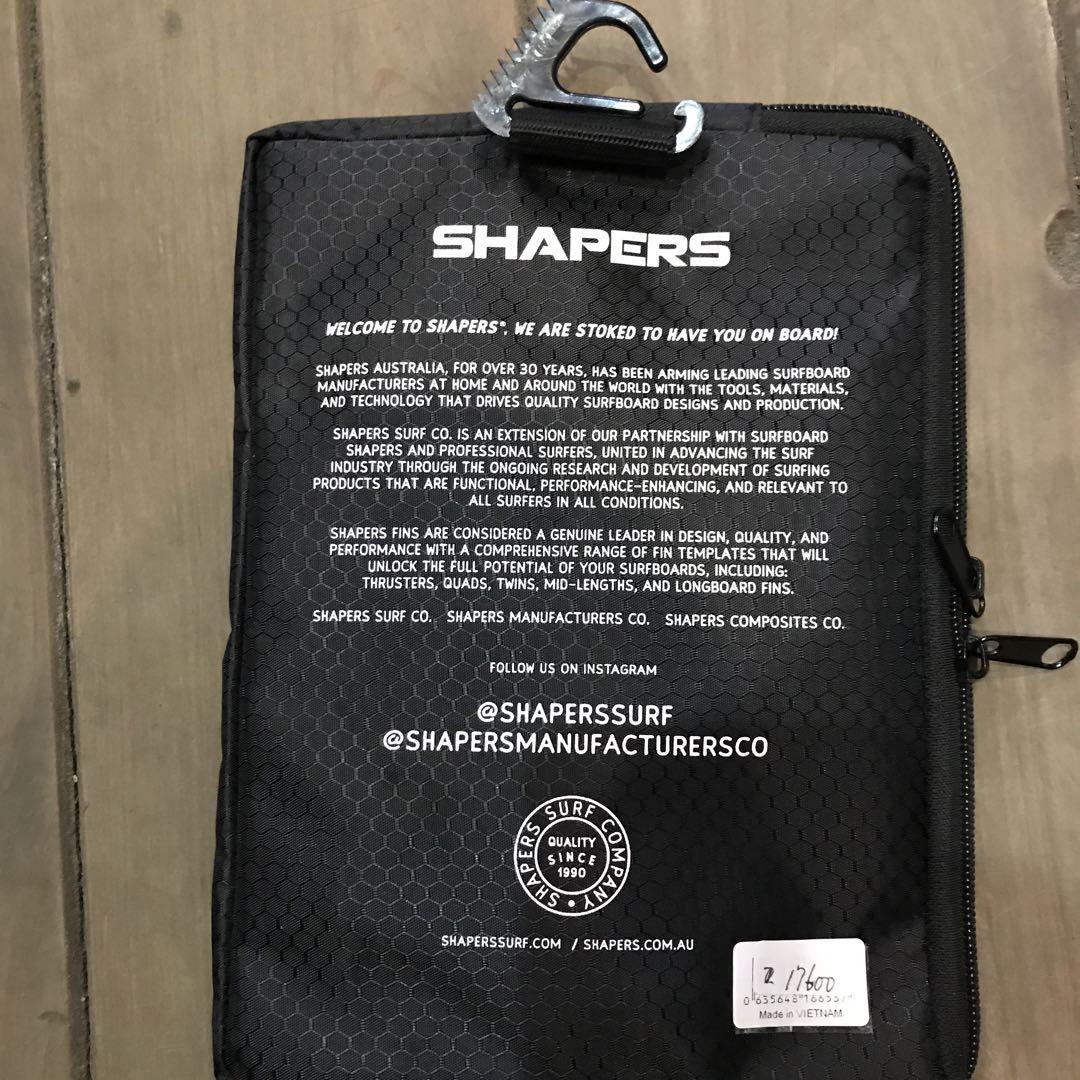 SHAPERS
WELCOME TO SHAPERS®, WE ARE STOKED TO HAVE YOU ON BOARD!
SHAPERS AUSTRALIA, FOR OVER 30 YEARS, HAS BEEN ARMING LEADING SURFBOARD
MANUFACTURERS AT HOME AND AROUND THE WORLD WITH THE TOOLS, MATERIALS,
AND TECHNOLOGY THAT DRIVES QUALITY SURFBOARD DESIGNS AND PRODUCTION.
SHAPERS SURF CO. IS AN EXTENSION OF OUR PARTNERSHIP WITH SURFBOARD
SHAPERS AND PROFESSIONAL SURFERS, UNITED IN ADVANCING THE SURF
INDUSTRY THROUGH THE ONGOING RESEARCH AND DEVELOPMENT OF SURFING
PRODUCTS THAT ARE FUNCTIONAL, PERFORMANCE-ENHANCING, AND RELEVANT TO
ALL SURFERS IN ALL CONDITIONS.
SHAPERS FINS ARE CONSIDERED A GENUINE LEADER IN DESIGN, QUALITY, AND
PERFORMANCE WITH A COMPREHENSIVE RANGE OF FIN TEMPLATES THAT WILL
UNLOCK THE FULL POTENTIAL OF YOUR SURFBOARDS, INCLUDING:
THRUSTERS, QUADS, TWINS, MID-LENGTHS, AND LONGBOARD FINS.
SHAPERS SURF CO. SHAPERS MANUFACTURERS CO. SHAPERS COMPOSITES CO.
FOLLOW US ON INSTAGRAM
@SHAPERSSURF
@SHAPERSMANUFACTURERSCO
SHAPERS SURF COMPANY
QUALITY
SINCE
1990
SHAPERSSURF.COM / SHAPERS.COM.AU
17600
Made in VIETNAM